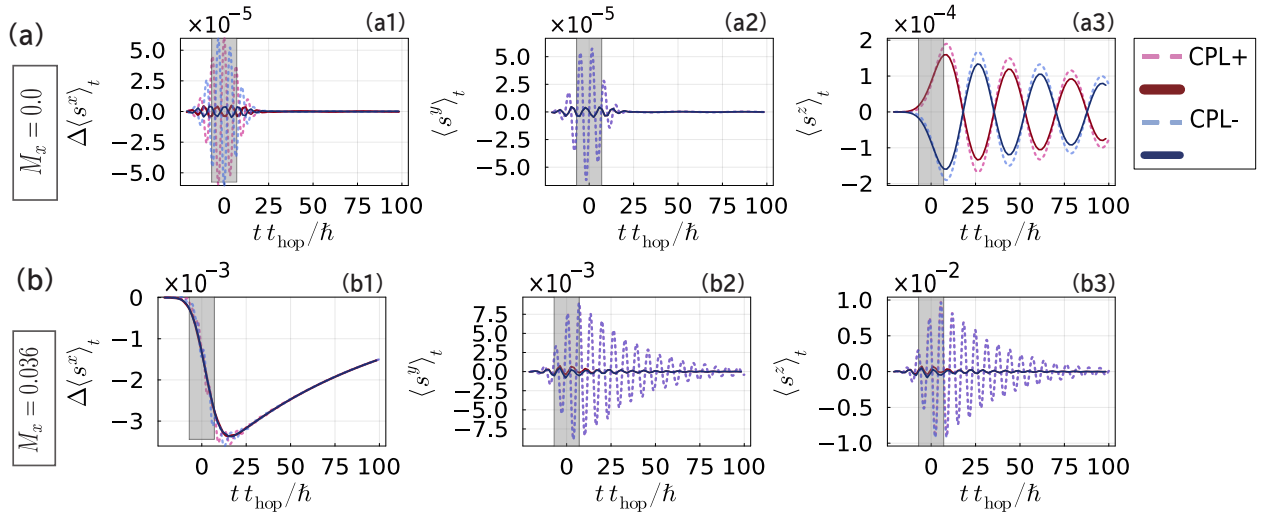 (a)
M_x = 0.0
×10⁻⁵
(a1)
5.0
2.5
0.0
−2.5
−5.0
Δ⟨s^x⟩_t
0 25 50 75 100
t t_hop/ħ
×10⁻⁵
(a2)
5.0
2.5
0.0
−2.5
−5.0
⟨s^y⟩_t
0 25 50 75 100
t t_hop/ħ
×10⁻⁴
(a3)
2
1
0
−1
−2
⟨s^z⟩_t
0 25 50 75 100
t t_hop/ħ
CPL+
CPL-
(b)
M_x = 0.036
×10⁻³
(b1)
0
−1
−2
−3
Δ⟨s^x⟩_t
0 25 50 75 100
t t_hop/ħ
×10⁻³
(b2)
7.5
5.0
2.5
0.0
−2.5
−5.0
−7.5
⟨s^y⟩_t
0 25 50 75 100
t t_hop/ħ
×10⁻²
(b3)
1.0
0.5
0.0
−0.5
−1.0
⟨s^z⟩_t
0 25 50 75 100
t t_hop/ħ